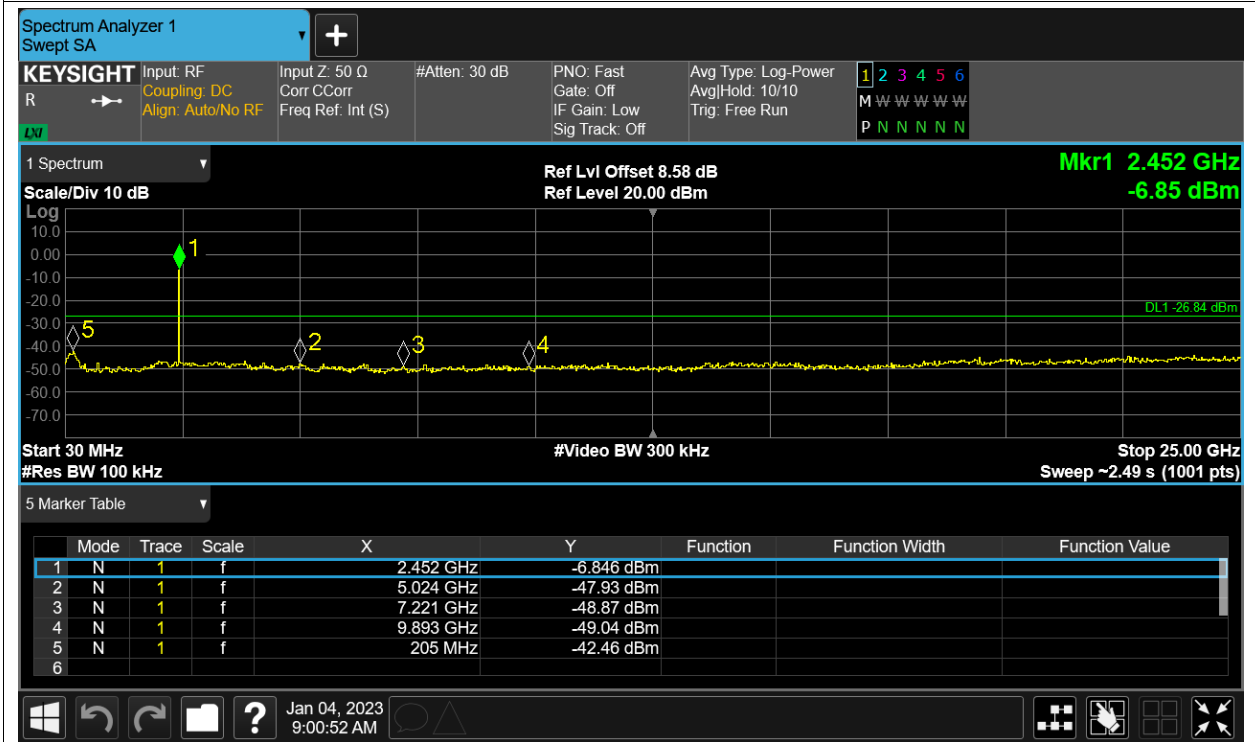 Spectrum Analyzer 1
Swept SA
+
KEYSIGHT Input: RF Input Z: 50 Ω #Atten: 30 dB PNO: Fast Avg Type: Log-Power 1 2 3 4 5 6
R Coupling: DC Corr CCorr Gate: Off Avg|Hold: 10/10 M W W W W W
Align: Auto/No RF Freq Ref: Int (S) IF Gain: Low Trig: Free Run
LXI Sig Track: Off P N N N N N
1 Spectrum Ref Lvl Offset 8.58 dB Mkr1 2.452 GHz
Scale/Div 10 dB Ref Level 20.00 dBm -6.85 dBm
Log
10.0
0.00 1
-10.0
-20.0 DL1 -26.84 dBm
-30.0 5
-40.0 2 3 4
-50.0
-60.0
-70.0
Start 30 MHz #Video BW 300 kHz Stop 25.00 GHz
#Res BW 100 kHz Sweep ~2.49 s (1001 pts)
5 Marker Table
Mode Trace Scale X Y Function Function Width Function Value
1 N 1 f 2.452 GHz -6.846 dBm
2 N 1 f 5.024 GHz -47.93 dBm
3 N 1 f 7.221 GHz -48.87 dBm
4 N 1 f 9.893 GHz -49.04 dBm
5 N 1 f 205 MHz -42.46 dBm
6
? Jan 04, 2023
9:00:52 AM